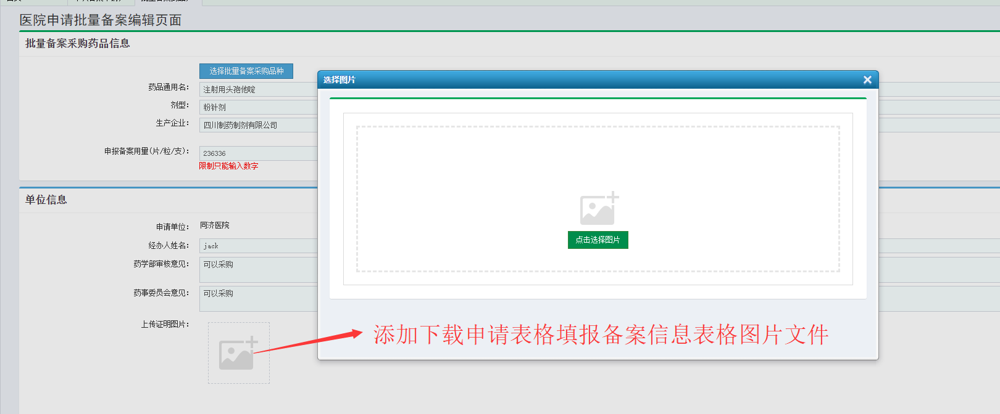 医院申请批量备案编辑页面
批量备案采购药品信息
选择批量备案采购品种
药品通用名：
注射用头孢他啶
剂型：
粉针剂
生产企业：
四川制药制剂有限公司
申报备案用量(片/粒/支)：
236336
限制只能输入数字
单位信息
申请单位：
同济医院
经办人姓名：
jack
药学部审核意见：
可以采购
药事委员会意见：
可以采购
上传证明图片：
选择图片
点击选择图片
添加下载申请表格填报备案信息表格图片文件